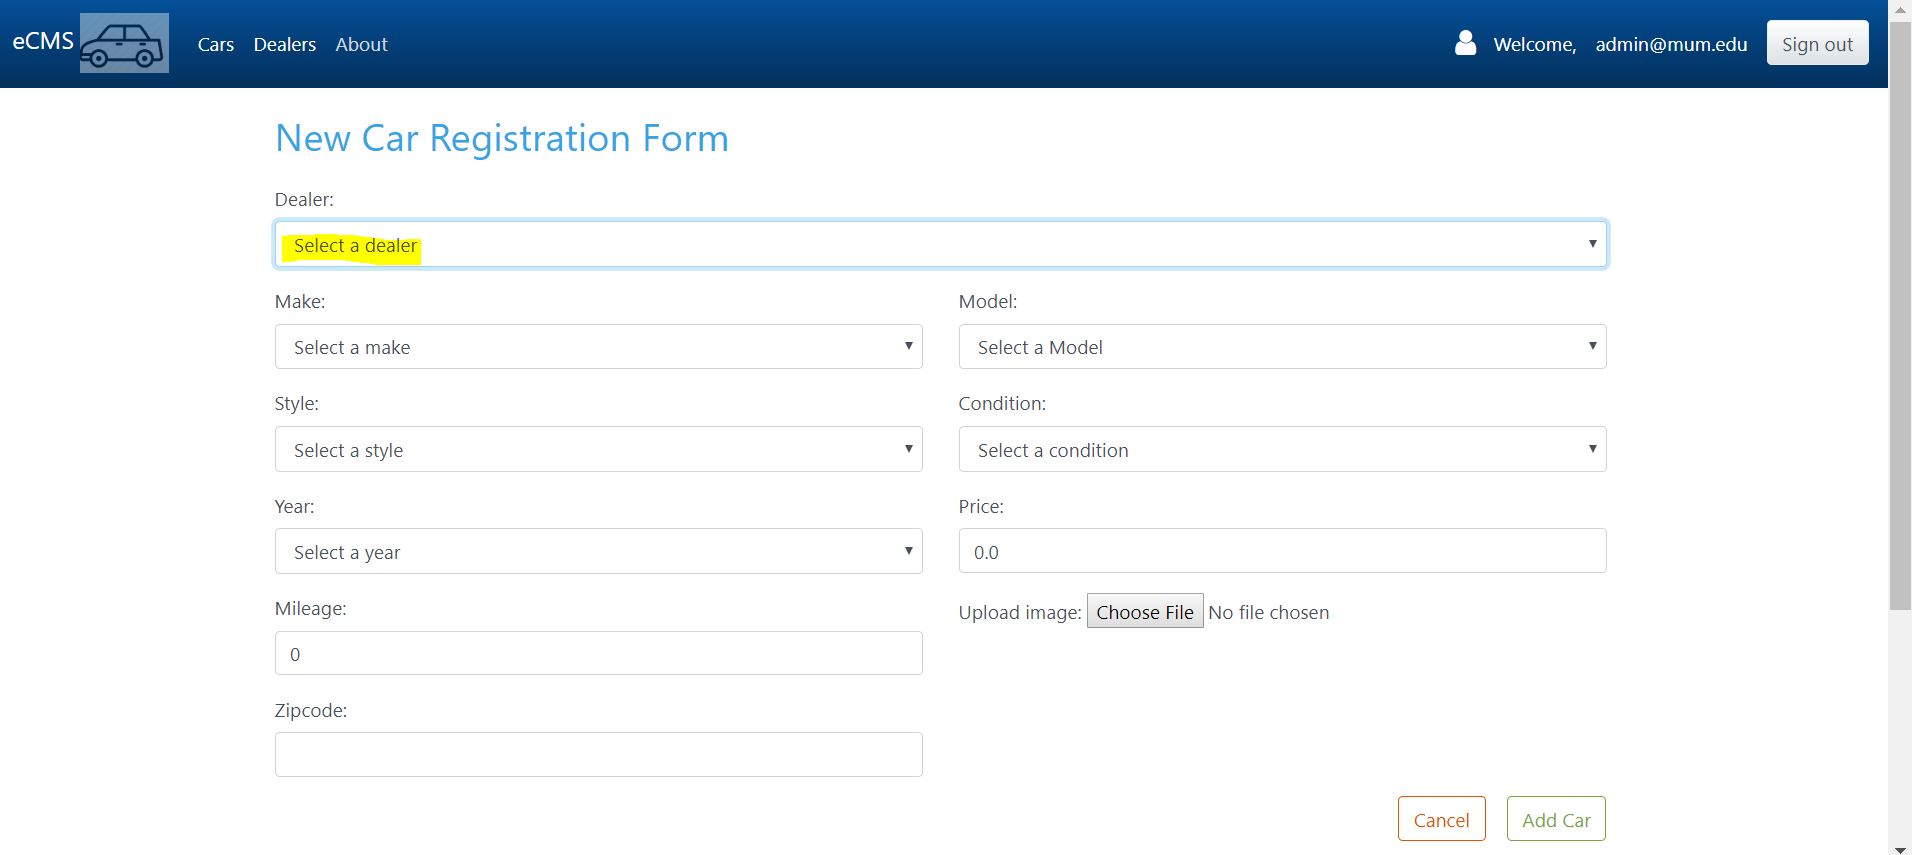 eCMS Cars Dealers About Welcome, admin@mum.edu Sign out
New Car Registration Form
Dealer:
Select a dealer
Make: Model:
Select a make Select a Model
Style: Condition:
Select a style Select a condition
Year: Price:
Select a year 0.0
Mileage: Upload image: Choose File No file chosen
0
Zipcode:
Cancel Add Car